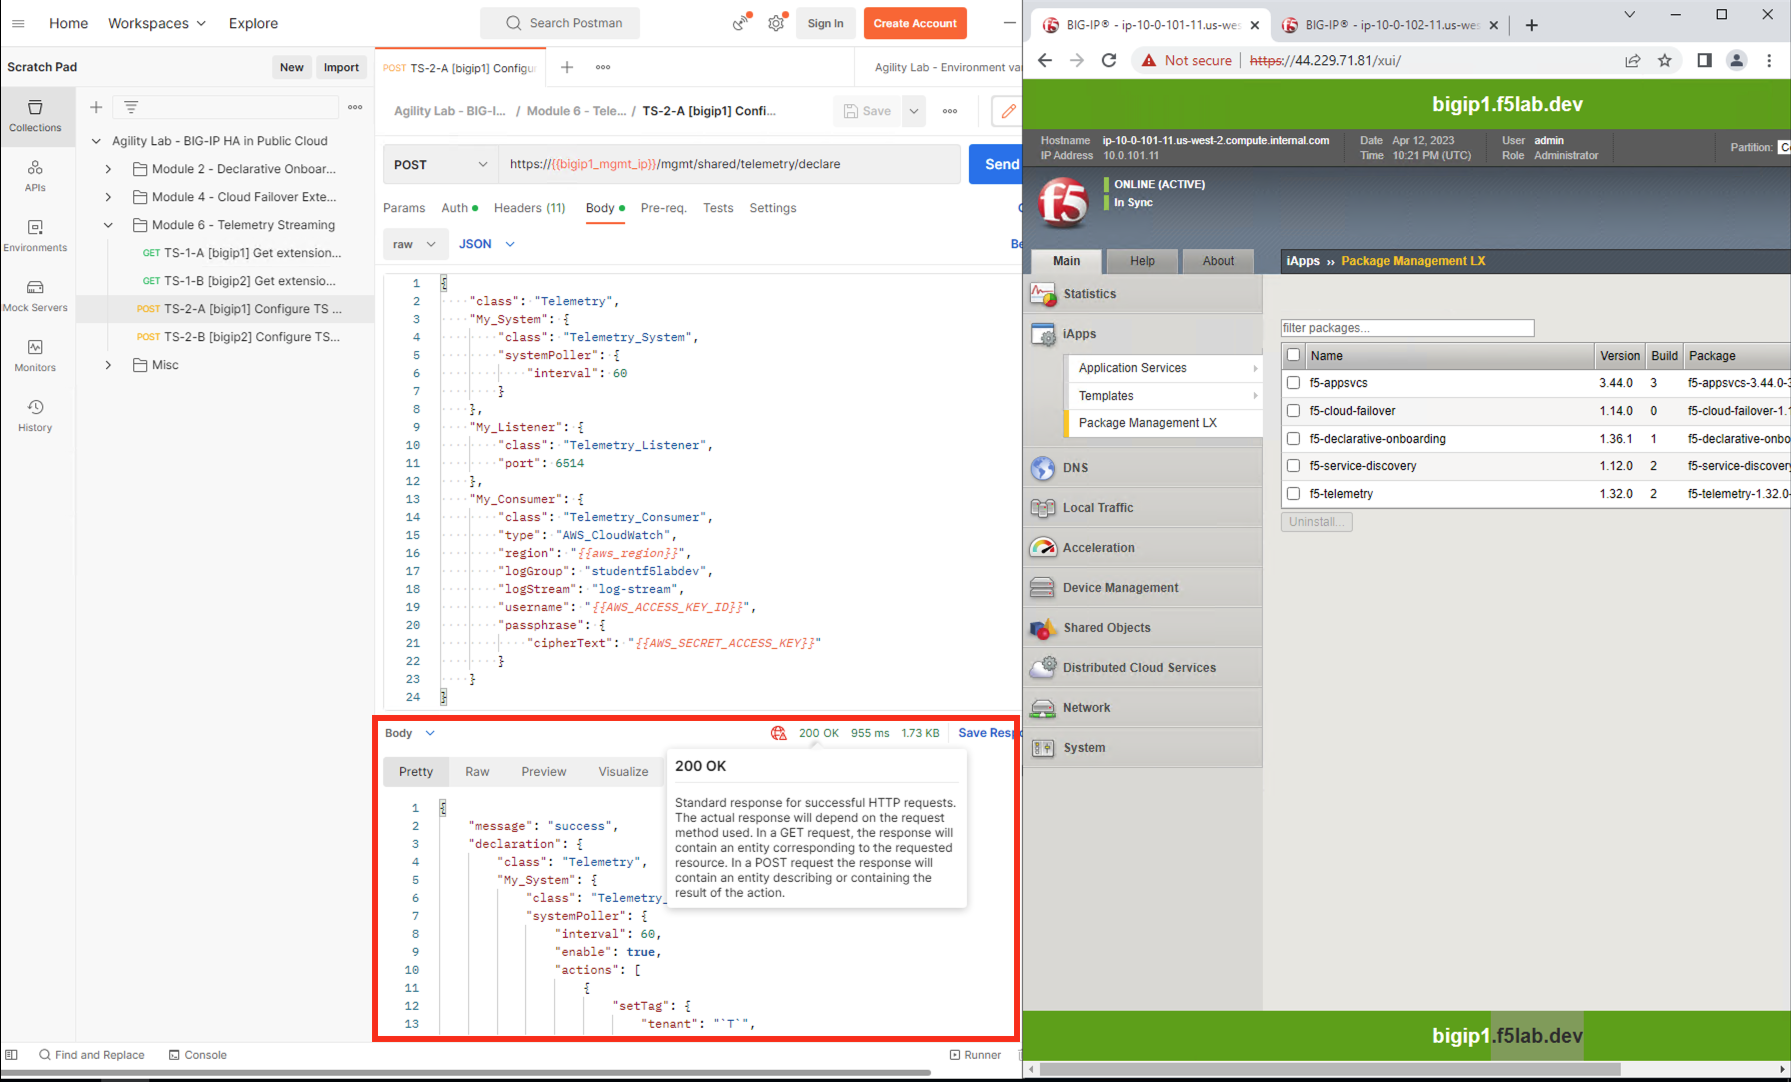 Home
Workspaces
Explore
Search Postman
Sign In
Create Account
Scratch Pad
New
Import
POST TS-2-A [bigip1] Configu
Agility Lab - Environment va
Collections
APIs
Environments
Mock Servers
Monitors
History
Agility Lab - BIG-IP HA in Public Cloud
Module 2 - Declarative Onboar...
Module 4 - Cloud Failover Exte...
Module 6 - Telemetry Streaming
GET TS-1-A [bigip1] Get extension...
GET TS-1-B [bigip2] Get extensio...
POST TS-2-A [bigip1] Configure TS ...
POST TS-2-B [bigip2] Configure TS...
Misc
Agility Lab - BIG-I... / Module 6 - Tele... / TS-2-A [bigip1] Confi...
Save
POST
https://{{bigip1_mgmt_ip}}/mgmt/shared/telemetry/declare
Send
Params Auth Headers (11) Body Pre-req. Tests Settings
raw JSON Be
1 {
2 "class": "Telemetry",
3 "My_System": {
4 "class": "Telemetry_System",
5 "systemPoller": {
6 "interval": 60
7 }
8 },
9 "My_Listener": {
10 "class": "Telemetry_Listener",
11 "port": 6514
12 },
13 "My_Consumer": {
14 "class": "Telemetry_Consumer",
15 "type": "AWS_CloudWatch",
16 "region": "{{aws_region}}",
17 "logGroup": "studentf5labdev",
18 "logStream": "log-stream",
19 "username": "{{AWS_ACCESS_KEY_ID}}",
20 "passphrase": {
21 "cipherText": "{{AWS_SECRET_ACCESS_KEY}}"
22 }
23 }
24 }
Body
200 OK 955 ms 1.73 KB Save Respo
Pretty Raw Preview Visualize
200 OK
Standard response for successful HTTP requests.
The actual response will depend on the request
method used. In a GET request, the response will
contain an entity corresponding to the requested
resource. In a POST request the response will
contain an entity describing or containing the
result of the action.
1 {
2 "message": "success",
3 "declaration": {
4 "class": "Telemetry",
5 "My_System": {
6 "class": "Telemetry_
7 "systemPoller": {
8 "interval": 60,
9 "enable": true,
10 "actions": [
11 {
12 "setTag": {
13 "tenant": "`T`",
Find and Replace
Console
Runner
BIG-IP® - ip-10-0-101-11.us-wes
BIG-IP® - ip-10-0-102-11.us-wes
Not secure https://44.229.71.81/xui/
bigip1.f5lab.dev
Hostname ip-10-0-101-11.us-west-2.compute.internal.com
IP Address 10.0.101.11
Date Apr 12, 2023
Time 10:21 PM (UTC)
User admin
Role Administrator
Partition: Co
f5
ONLINE (ACTIVE)
In Sync
Main
Help
About
iApps ›› Package Management LX
Statistics
iApps
Application Services
Templates
Package Management LX
DNS
Local Traffic
Acceleration
Device Management
Shared Objects
Distributed Cloud Services
Network
System
filter packages...
Name Version Build Package
f5-appsvcs 3.44.0 3 f5-appsvcs-3.44.0-3
f5-cloud-failover 1.14.0 0 f5-cloud-failover-1.1
f5-declarative-onboarding 1.36.1 1 f5-declarative-onbo
f5-service-discovery 1.12.0 2 f5-service-discovery
f5-telemetry 1.32.0 2 f5-telemetry-1.32.0-
Uninstall...
bigip1.f5lab.dev